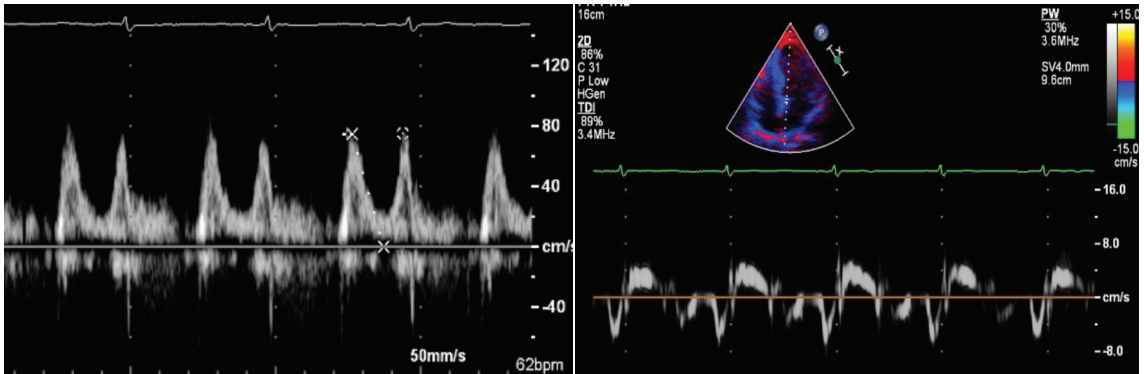 120
80
40
cm/s
-40
50mm/s
62bpm
16cm
2D
86%
C 31
P Low
HGen
TDI
89%
3.4MHz
P
X
PW
30%
3.6MHz
SV4.0mm
9.6cm
+15.0
-15.0
cm/s
16.0
8.0
cm/s
-8.0